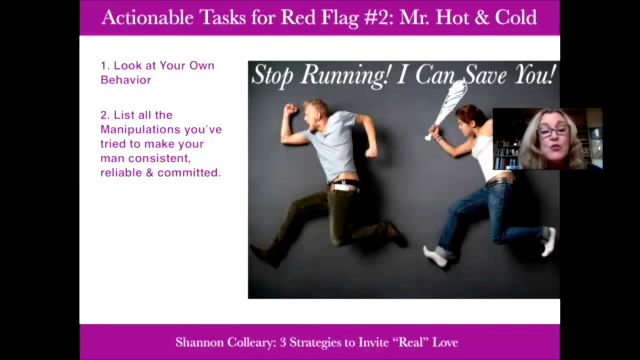 Actionable Tasks for Red Flag #2: Mr. Hot & Cold
1. Look at Your Own
Behavior
2. List all the
Manipulations you've
tried to make your
man consistent,
reliable & committed.
Stop Running! I Can Save You!
Shannon Colleary: 3 Strategies to Invite “Real” Love